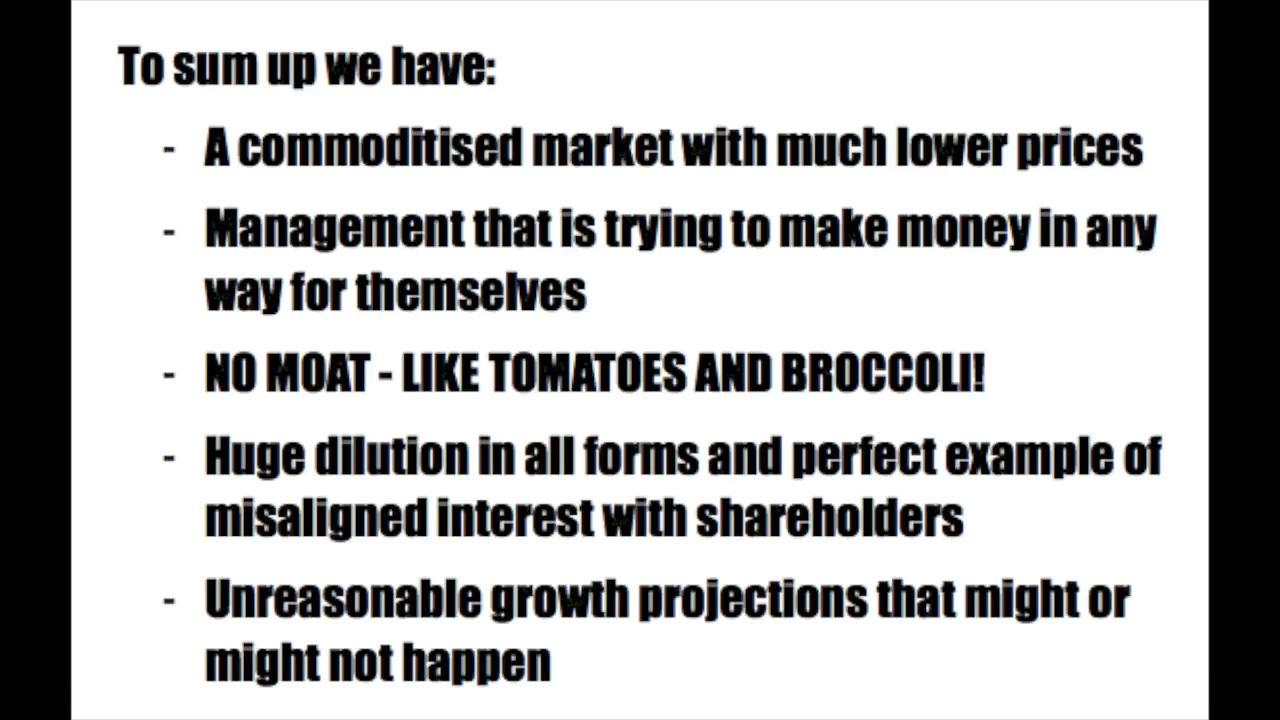 To sum up we have:
- A commoditised market with much lower prices
- Management that is trying to make money in any
way for themselves
- NO MOAT - LIKE TOMATOES AND BROCCOLI!
- Huge dilution in all forms and perfect example of
misaligned interest with shareholders
- Unreasonable growth projections that might or
might not happen